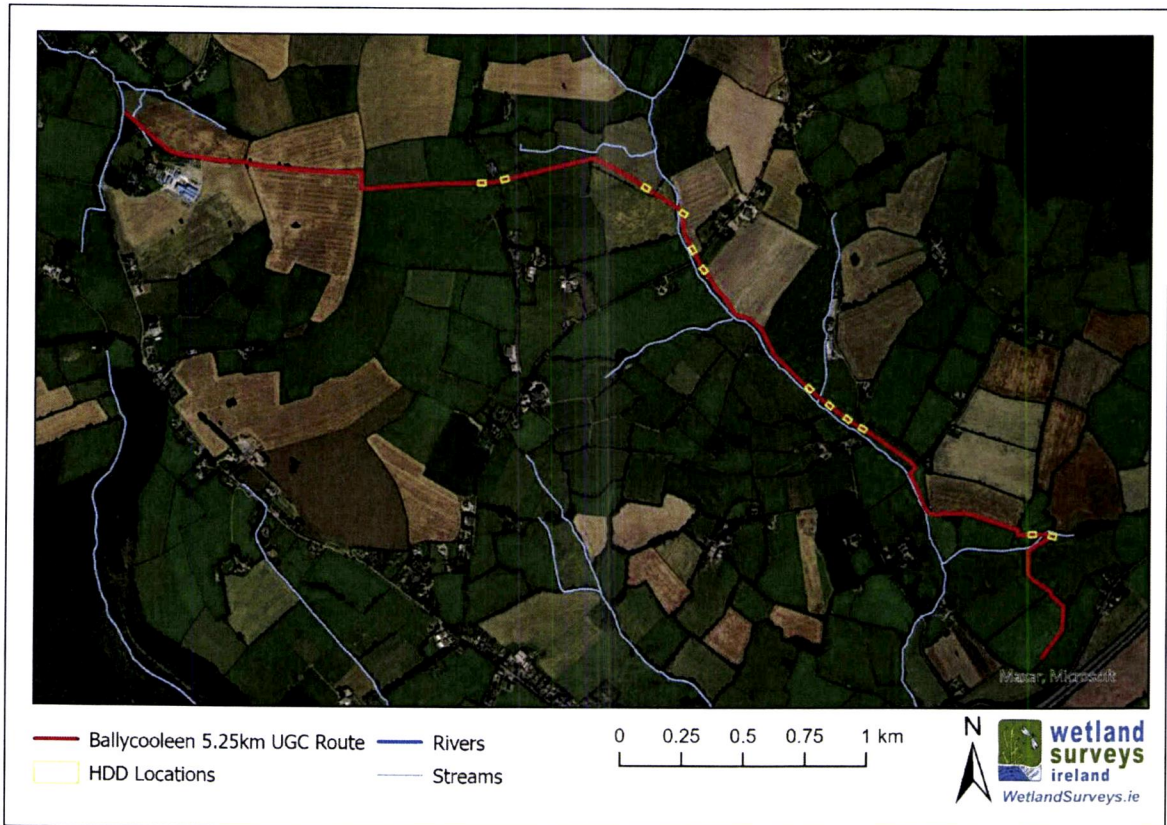 Maxar, Microsoft
Ballycooleen 5.25km UGC Route
Rivers
HDD Locations
Streams
0 0.25 0.5 0.75 1 km
N
wetland
surveys
ireland
WetlandSurveys.ie